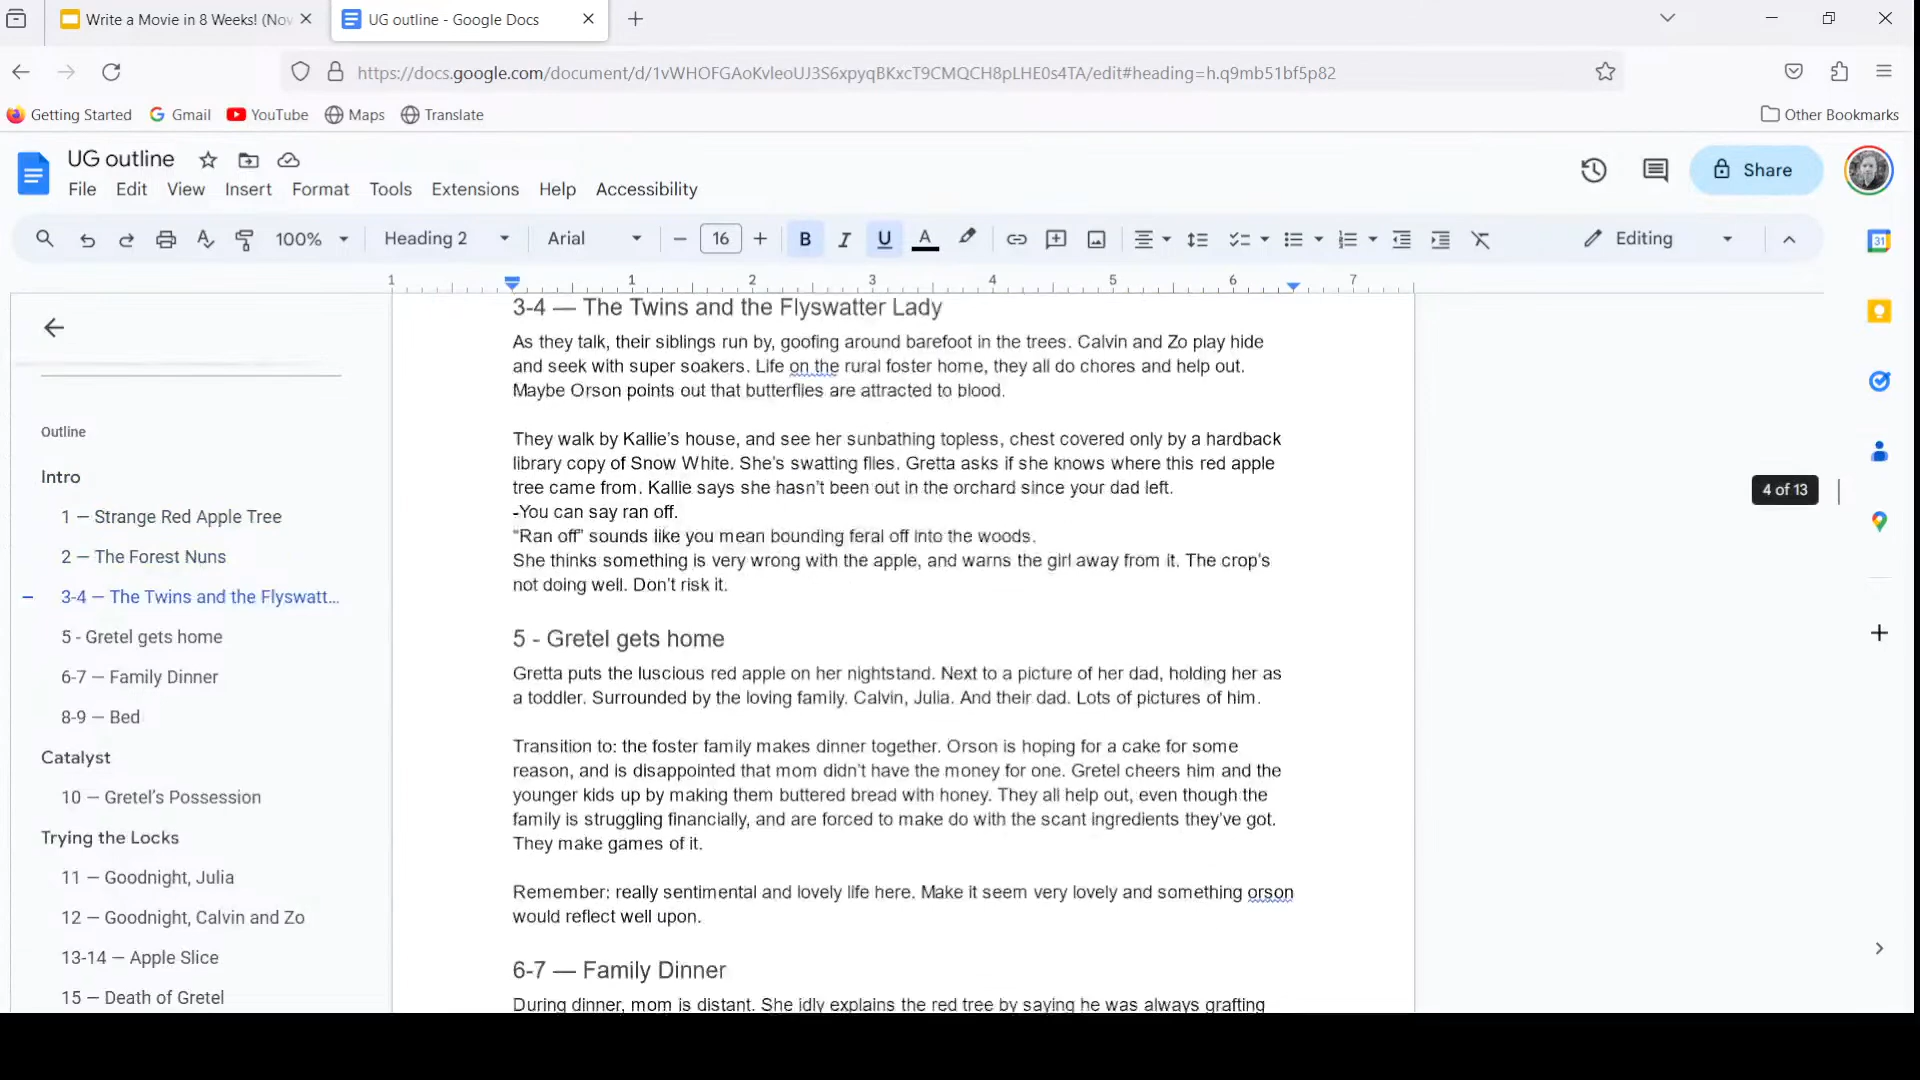 Write a Movie in 8 Weeks! (Nov
UG outline - Google Docs
https://docs.google.com/document/d/1vWHOFGAoKvleoUJ3S6xpyqBKxcT9CMQCH8pLHE0s4TA/edit#heading=h.q9mb51bf5p82
Getting Started
Gmail
YouTube
Maps
Translate
Other Bookmarks
UG outline
Share
File Edit View Insert Format Tools Extensions Help Accessibility
100% Heading 2 Arial 16 B I U A Editing
31
1 1 2 3 4 5 6 7
Outline
Intro
1 — Strange Red Apple Tree
2 — The Forest Nuns
3-4 — The Twins and the Flyswatt...
5 - Gretel gets home
6-7 — Family Dinner
8-9 — Bed
Catalyst
10 — Gretel's Possession
Trying the Locks
11 — Goodnight, Julia
12 — Goodnight, Calvin and Zo
13-14 — Apple Slice
15 — Death of Gretel
3-4 — The Twins and the Flyswatter Lady
As they talk, their siblings run by, goofing around barefoot in the trees. Calvin and Zo play hide
and seek with super soakers. Life on the rural foster home, they all do chores and help out.
Maybe Orson points out that butterflies are attracted to blood.
They walk by Kallie's house, and see her sunbathing topless, chest covered only by a hardback
library copy of Snow White. She's swatting flies. Gretta asks if she knows where this red apple
tree came from. Kallie says she hasn't been out in the orchard since your dad left.
-You can say ran off.
“Ran off” sounds like you mean bounding feral off into the woods.
She thinks something is very wrong with the apple, and warns the girl away from it. The crop's
not doing well. Don't risk it.
5 - Gretel gets home
Gretta puts the luscious red apple on her nightstand. Next to a picture of her dad, holding her as
a toddler. Surrounded by the loving family. Calvin, Julia. And their dad. Lots of pictures of him.
Transition to: the foster family makes dinner together. Orson is hoping for a cake for some
reason, and is disappointed that mom didn't have the money for one. Gretel cheers him and the
younger kids up by making them buttered bread with honey. They all help out, even though the
family is struggling financially, and are forced to make do with the scant ingredients they've got.
They make games of it.
Remember: really sentimental and lovely life here. Make it seem very lovely and something orson
would reflect well upon.
6-7 — Family Dinner
During dinner, mom is distant. She idly explains the red tree by saying he was always grafting
4 of 13